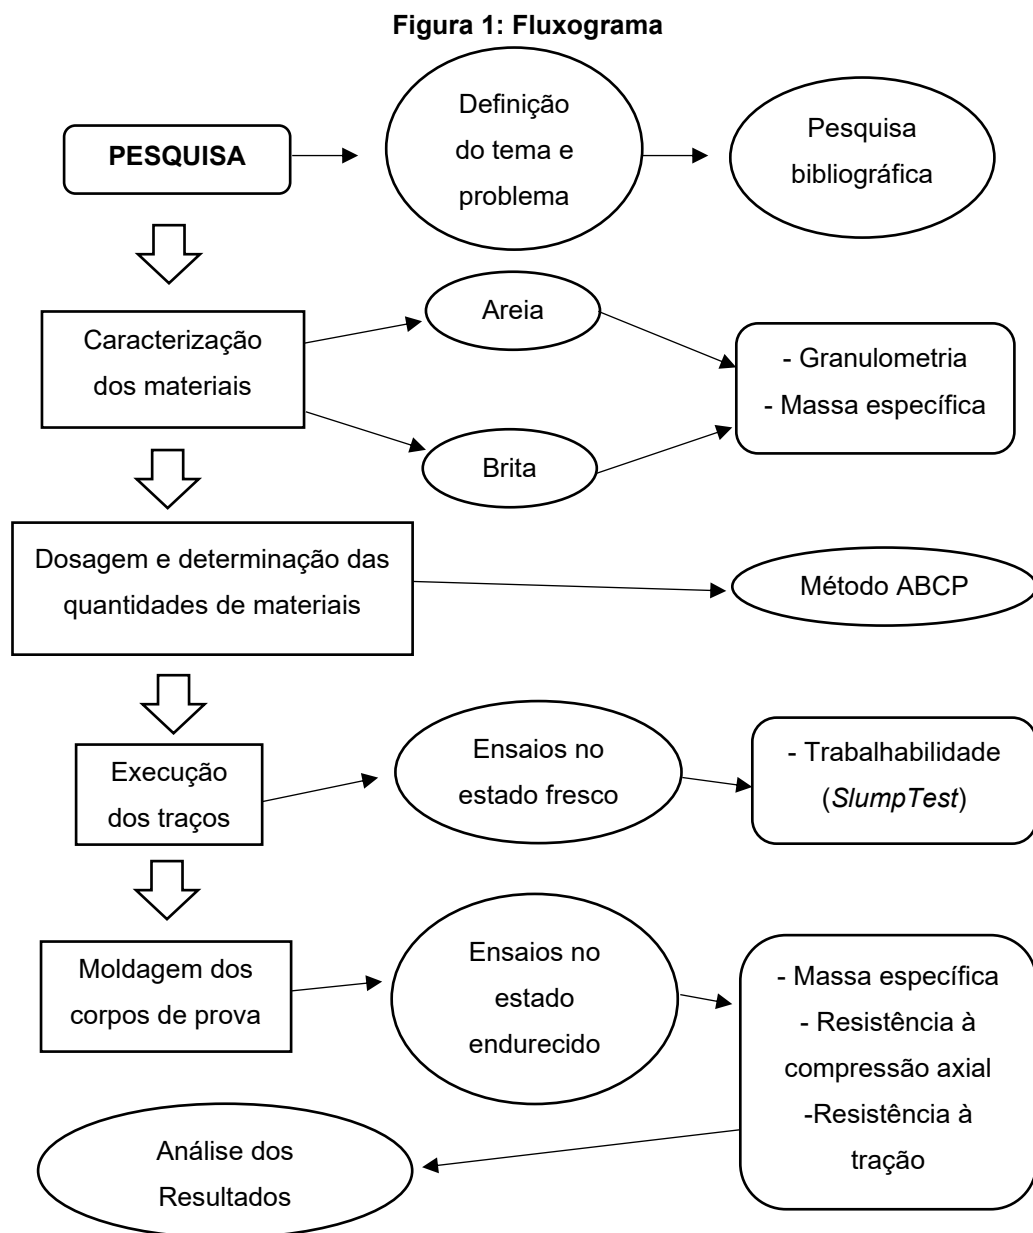 Figura 1: Fluxograma
PESQUISA
Definição
do tema e
problema
Pesquisa
bibliográfica
Caracterização
dos materiais
Areia
Brita
- Granulometria
- Massa específica
Dosagem e determinação das
quantidades de materiais
Método ABCP
Execução
dos traços
Ensaios no
estado fresco
- Trabalhabilidade
(SlumpTest)
Moldagem dos
corpos de prova
Ensaios no
estado
endurecido
- Massa específica
- Resistência à
compressão axial
-Resistência à
tração
Análise dos
Resultados